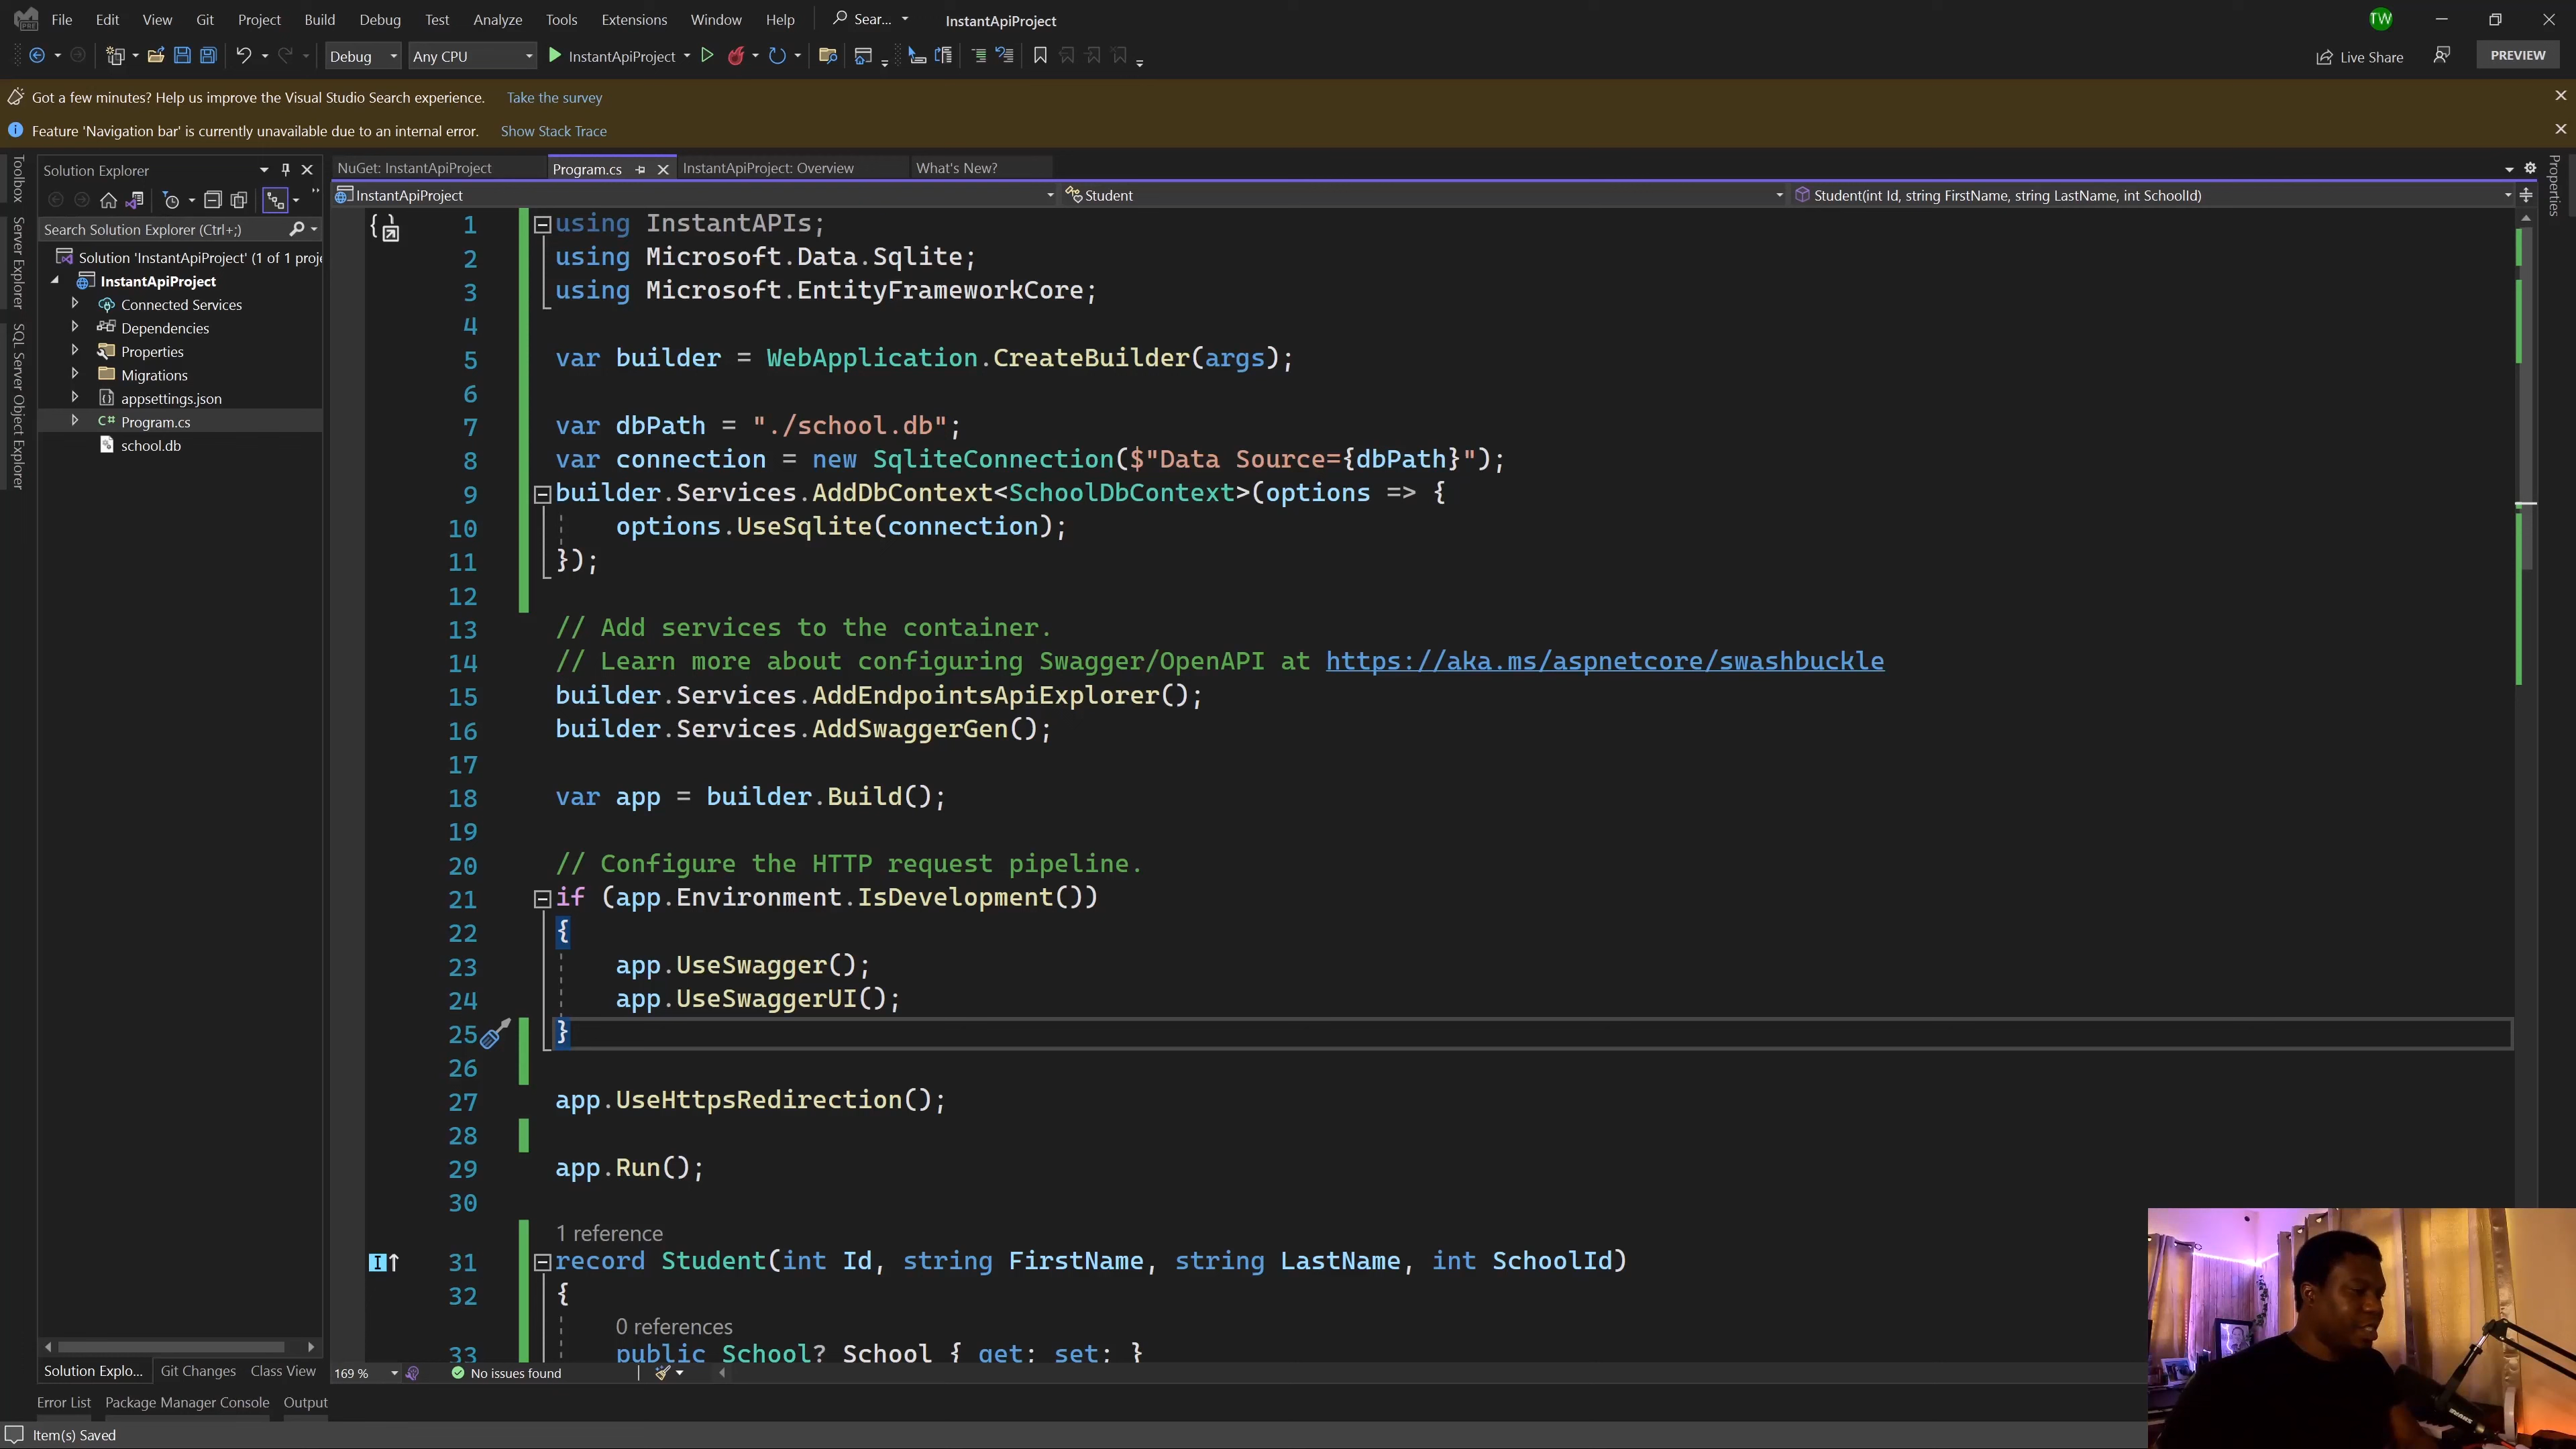 File Edit View Git Project Build Debug Test Analyze Tools Extensions Window Help Sear... InstantApiProject TW
Debug Any CPU InstantApiProject Live Share PREVIEW
Got a few minutes? Help us improve the Visual Studio Search experience. Take the survey
Feature 'Navigation bar' is currently unavailable due to an internal error. Show Stack Trace
Toolbox
Server Explorer
SQL Server Object Explorer
Solution Explorer
Search Solution Explorer (Ctrl+;)
Solution 'InstantApiProject' (1 of 1 proje
InstantApiProject
Connected Services
Dependencies
Properties
Migrations
appsettings.json
C# Program.cs
school.db
NuGet: InstantApiProject Program.cs InstantApiProject: Overview What's New?
InstantApiProject Student Student(int Id, string FirstName, string LastName, int SchoolId)
Properties
1 using InstantAPIs;
2 using Microsoft.Data.Sqlite;
3 using Microsoft.EntityFrameworkCore;
4
5 var builder = WebApplication.CreateBuilder(args);
6
7 var dbPath = "./school.db";
8 var connection = new SqliteConnection($"Data Source={dbPath}");
9 builder.Services.AddDbContext<SchoolDbContext>(options => {
10 options.UseSqlite(connection);
11 });
12
13 // Add services to the container.
14 // Learn more about configuring Swagger/OpenAPI at https://aka.ms/aspnetcore/swashbuckle
15 builder.Services.AddEndpointsApiExplorer();
16 builder.Services.AddSwaggerGen();
17
18 var app = builder.Build();
19
20 // Configure the HTTP request pipeline.
21 if (app.Environment.IsDevelopment())
22 {
23 app.UseSwagger();
24 app.UseSwaggerUI();
25 }
26
27 app.UseHttpsRedirection();
28
29 app.Run();
30
1 reference
31 record Student(int Id, string FirstName, string LastName, int SchoolId)
32 {
0 references
33 public School? School { get; set; }
Solution Explo... Git Changes Class View
169 % No issues found
Error List Package Manager Console Output
Item(s) Saved